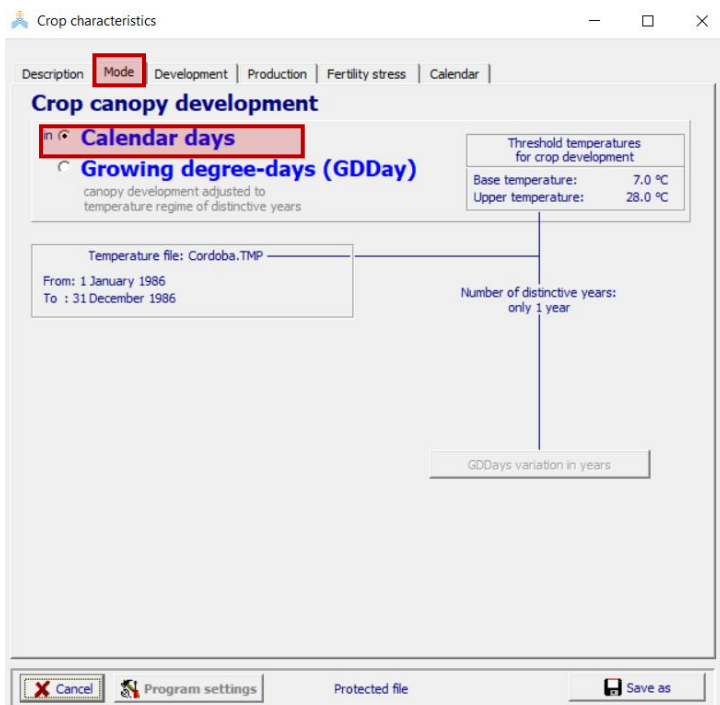 Crop characteristics
Description Mode Development Production Fertility stress Calendar
Crop canopy development
in Calendar days
Growing degree-days (GDDay)
canopy development adjusted to
temperature regime of distinctive years
Threshold temperatures
for crop development
Base temperature: 7.0 ºC
Upper temperature: 28.0 ºC
Temperature file: Cordoba.TMP
From: 1 January 1986
To : 31 December 1986
Number of distinctive years:
only 1 year
GDDays variation in years
Cancel Program settings Protected file Save as